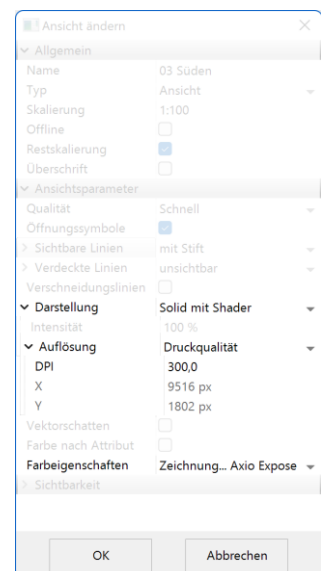 Ansicht ändern
Allgemein
Name 03 Süden
Typ Ansicht
Skalierung 1:100
Offline
Restskalierung
Überschrift
Ansichtsparameter
Qualität Schnell
Öffnungssymbole
Sichtbare Linien mit Stift
Verdeckte Linien unsichtbar
Verschneidungslinien
Darstellung Solid mit Shader
Intensität 100 %
Auflösung Druckqualität
DPI 300,0
X 9516 px
Y 1802 px
Vektorschatten
Farbe nach Attribut
Farbeigenschaften Zeichnung... Axio Expose
Sichtbarkeit
OK Abbrechen